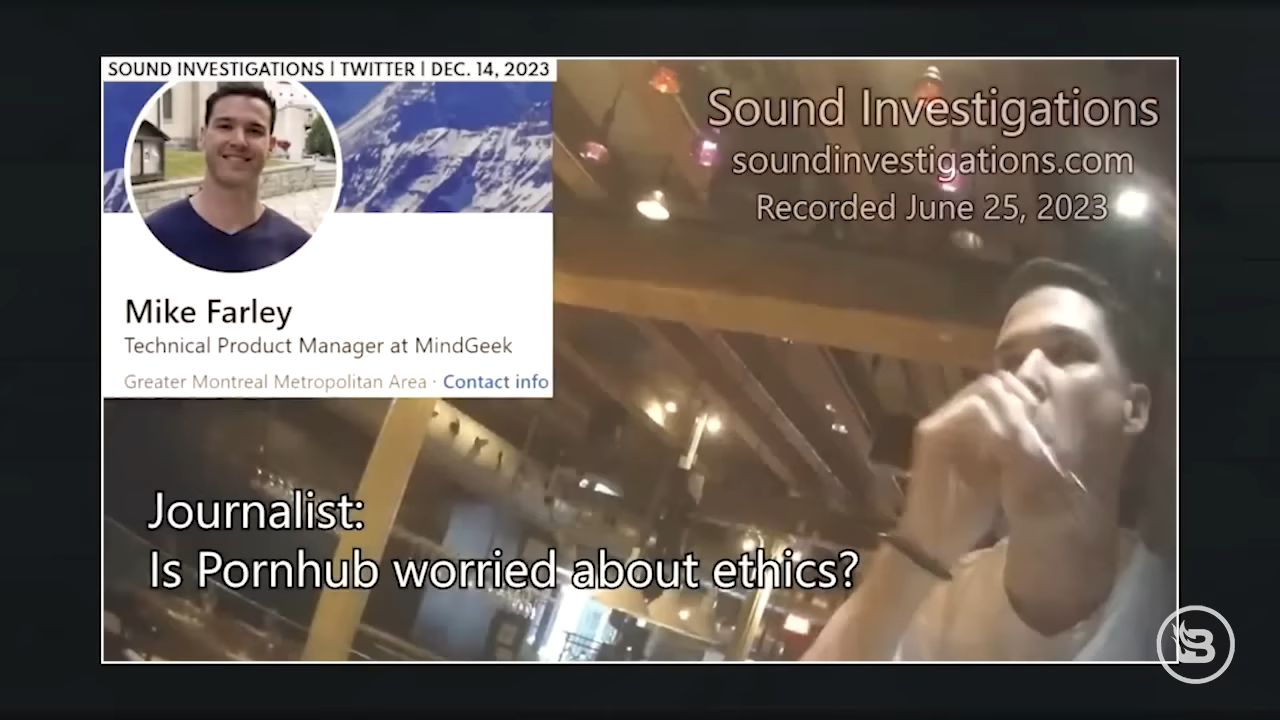 SOUND INVESTIGATIONS | TWITTER | DEC. 14, 2023
Sound Investigations
soundinvestigations.com
Recorded June 25, 2023
Mike Farley
Technical Product Manager at MindGeek
Greater Montreal Metropolitan Area · Contact info
Journalist:
Is Pornhub worried about ethics?
B